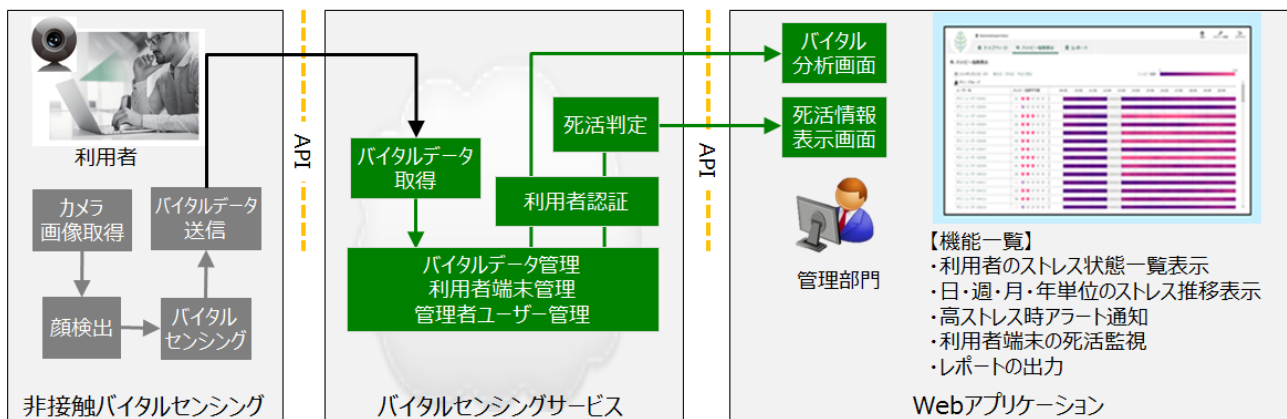 利用者
カメラ
画像取得
バイタルデータ
送信
顔検出
バイタル
センシング
非接触バイタルセンシング
API
バイタルデータ
取得
死活判定
利用者認証
バイタルデータ管理
利用者端末管理
管理者ユーザー管理
バイタルセンシングサービス
API
バイタル
分析画面
死活情報
表示画面
管理部門
トップページ
レポート
【機能一覧】
・利用者のストレス状態一覧表示
・日・週・月・年単位のストレス推移表示
・高ストレス時アラート通知
・利用者端末の死活監視
・レポートの出力
Webアプリケーション